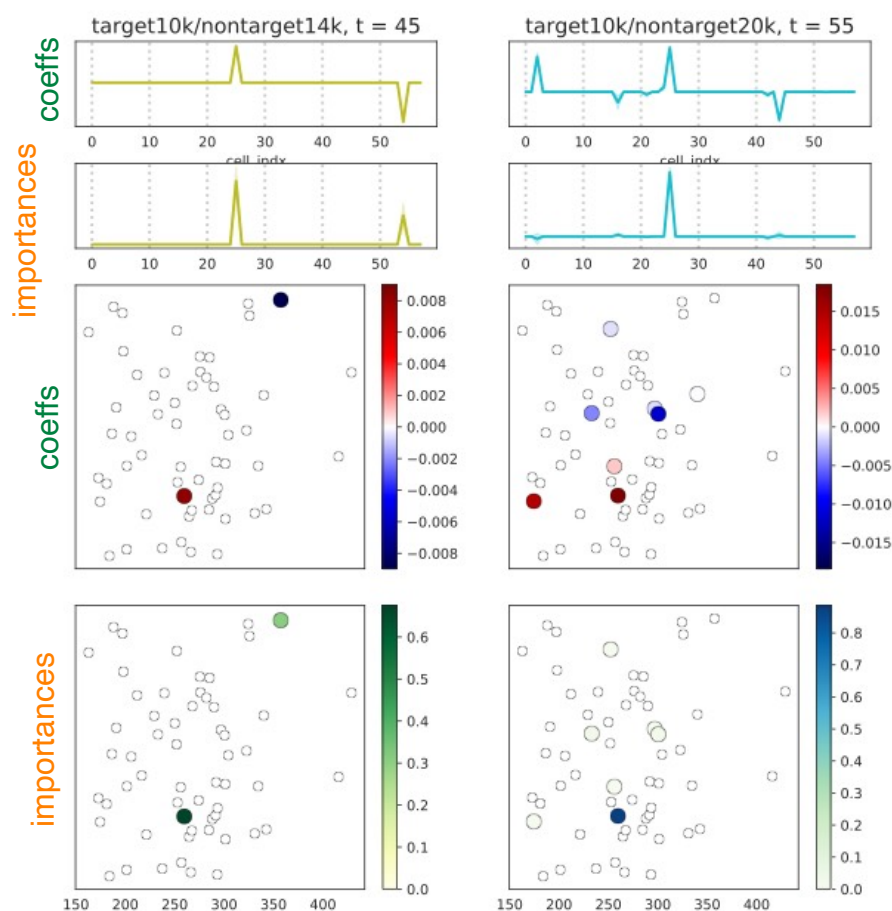 target10k/nontarget14k, t = 45
target10k/nontarget20k, t = 55
coeffs
0 10 20 30 40 50
0 10 20 30 40 50
cell_indx
cell_indx
importances
0 10 20 30 40 50
0 10 20 30 40 50
coeffs
0.008
0.006
0.004
0.002
0.000
−0.002
−0.004
−0.006
−0.008
0.015
0.010
0.005
0.000
−0.005
−0.010
−0.015
importances
0.6
0.5
0.4
0.3
0.2
0.1
0.0
0.8
0.7
0.6
0.5
0.4
0.3
0.2
0.1
0.0
150 200 250 300 350 400
150 200 250 300 350 400